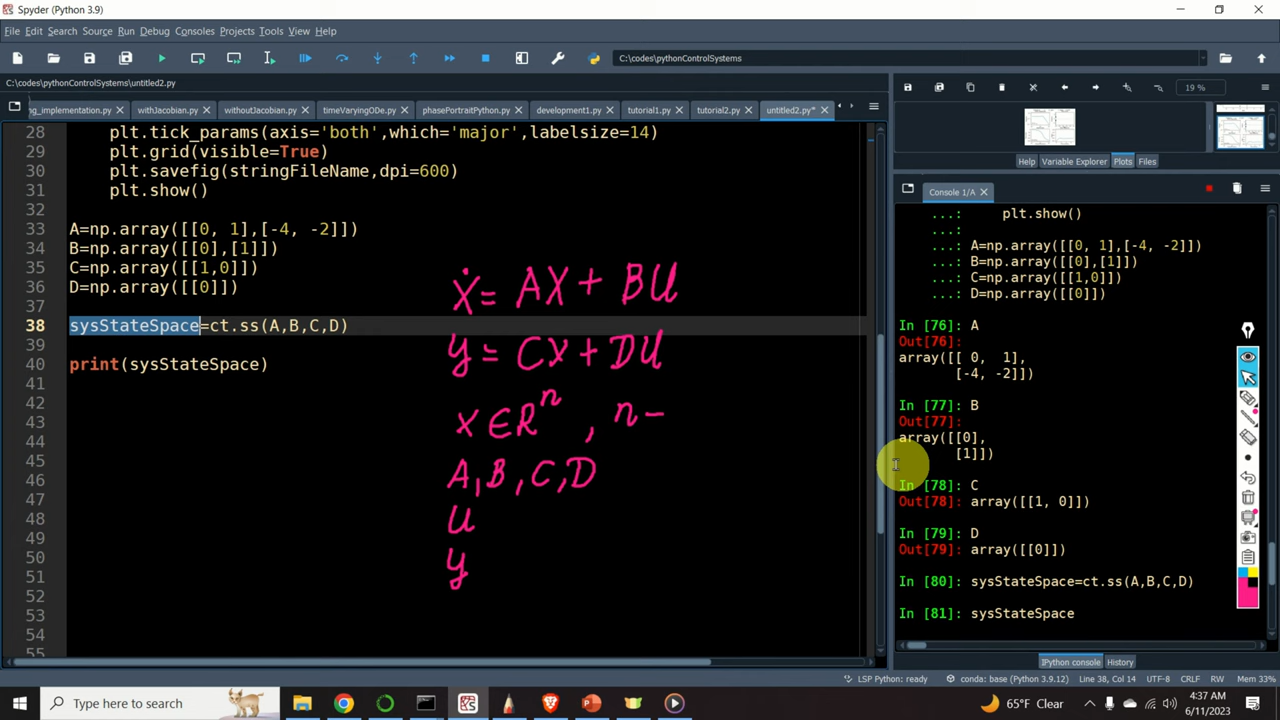 Spyder (Python 3.9)
File Edit Search Source Run Debug Consoles Projects Tools View Help
C:\codes\pythonControlSystems
C:\codes\pythonControlSystems\untitled2.py
ng_implementation.py withJacobian.py withoutJacobian.py timeVaryingODe.py phasePortraitPython.py development1.py tutorial1.py tutorial2.py untitled2.py*
28 plt.tick_params(axis='both',which='major',labelsize=14)
29 plt.grid(visible=True)
30 plt.savefig(stringFileName,dpi=600)
31 plt.show()
32
33 A=np.array([[0, 1],[-4, -2]])
34 B=np.array([[0],[1]])
35 C=np.array([[1,0]])
36 D=np.array([[0]])
37
38 sysStateSpace=ct.ss(A,B,C,D)
39
40 print(sysStateSpace)
41
42
43
44
45
46
47
48
49
50
51
52
53
54
55
ẋ = AX + BU
y = CX + DU
x ∈ R^n , n –
A, B, C, D
U
y
19 %
Help Variable Explorer Plots Files
Console 1/A
...: plt.show()
...:
...: A=np.array([[0, 1],[-4, -2]])
...: B=np.array([[0],[1]])
...: C=np.array([[1,0]])
...: D=np.array([[0]])
In [76]: A
Out[76]:
array([[ 0, 1],
[-4, -2]])
In [77]: B
Out[77]:
array([[0],
[1]])
In [78]: C
Out[78]: array([[1, 0]])
In [79]: D
Out[79]: array([[0]])
In [80]: sysStateSpace=ct.ss(A,B,C,D)
In [81]: sysStateSpace
IPython console History
LSP Python: ready conda: base (Python 3.9.12) Line 38, Col 14 UTF-8 CRLF RW Mem 33%
Type here to search
65°F Clear
4:37 AM
6/11/2023